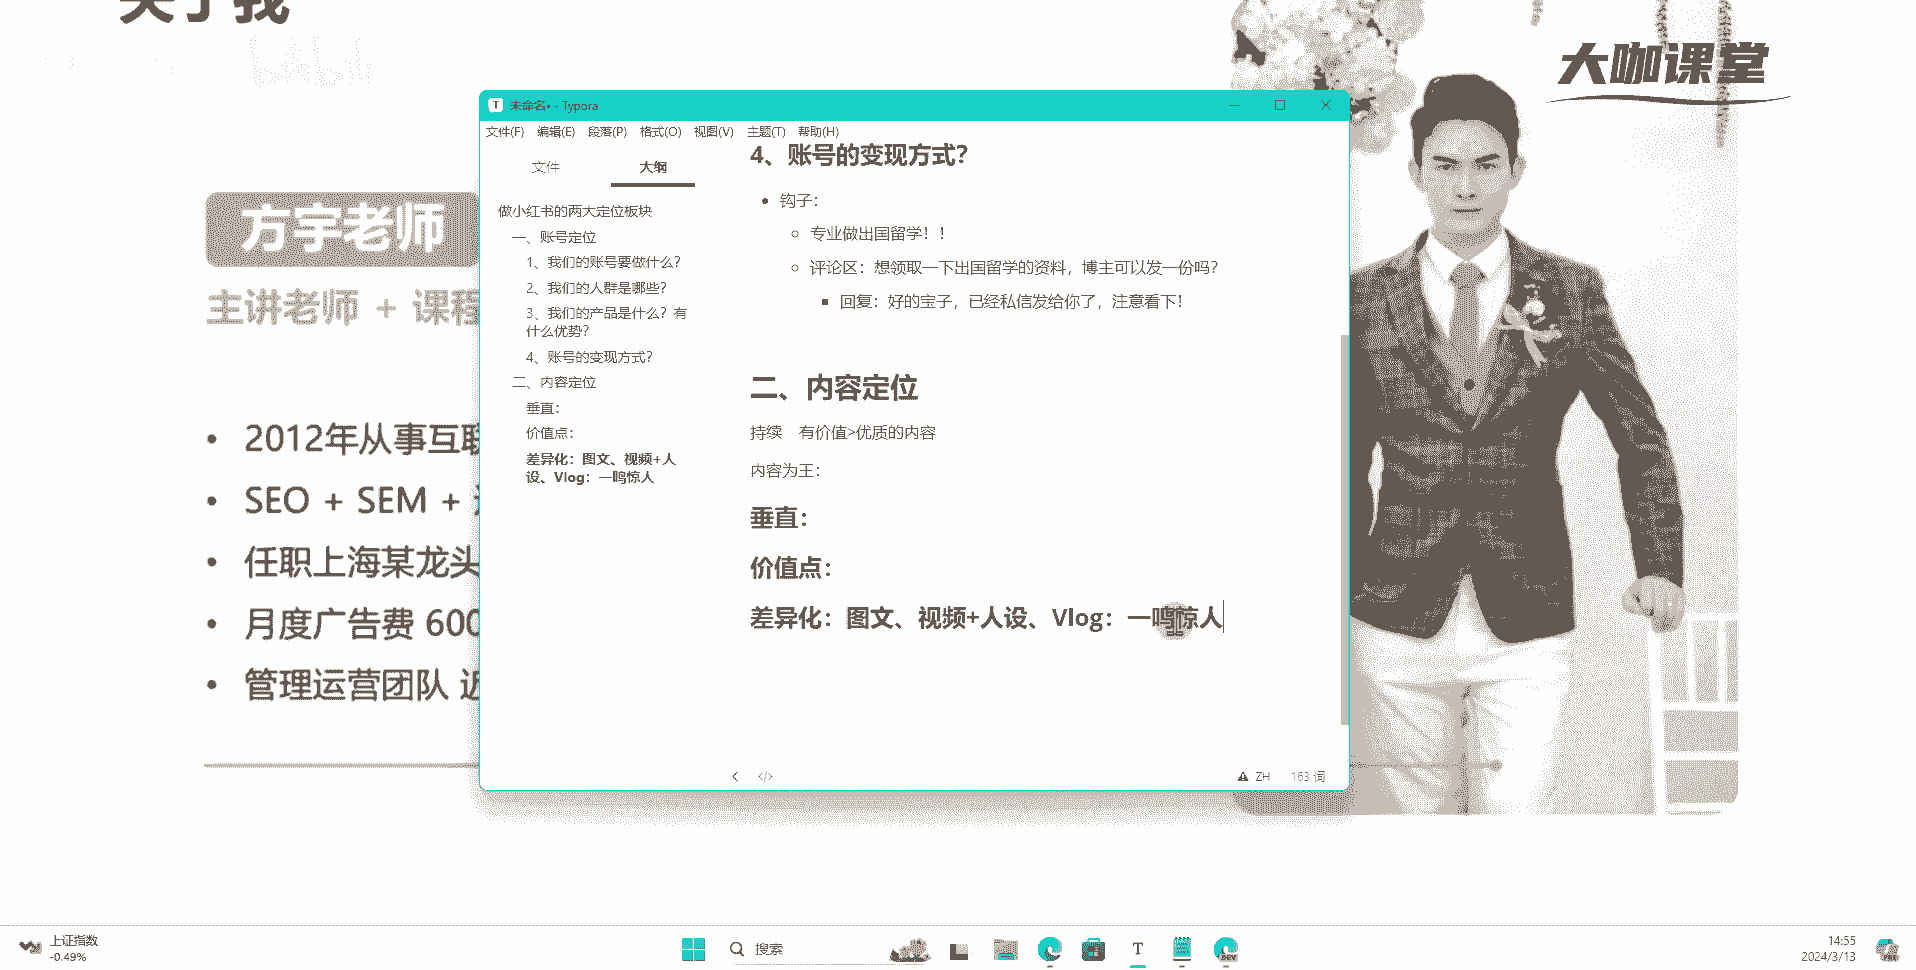 关于我
bilibili
大咖课堂
方宇老师
主讲老师 + 课程
2012年从事互联
SEO + SEM +
任职上海某龙头
月度广告费 600
管理运营团队 近
未命名• - Typora
文件(F) 编辑(E) 段落(P) 格式(O) 视图(V) 主题(T) 帮助(H)
文件 大纲
做小红书的两大定位板块
一、账号定位
1、我们的账号要做什么？
2、我们的人群是哪些？
3、我们的产品是什么？有
什么优势？
4、账号的变现方式？
二、内容定位
垂直：
价值点：
差异化：图文、视频+人
设、Vlog：一鸣惊人
4、账号的变现方式？
钩子：
专业做出国留学！！
评论区：想领取一下出国留学的资料，博主可以发一份吗？
回复：好的宝子，已经私信发给你了，注意看下！
二、内容定位
持续 有价值>优质的内容
内容为王：
垂直：
价值点：
差异化：图文、视频+人设、Vlog：一鸣惊人
</>
ZH 163 词
上证指数
-0.49%
搜索
T
DEV
14:55
2024/3/13
PRE